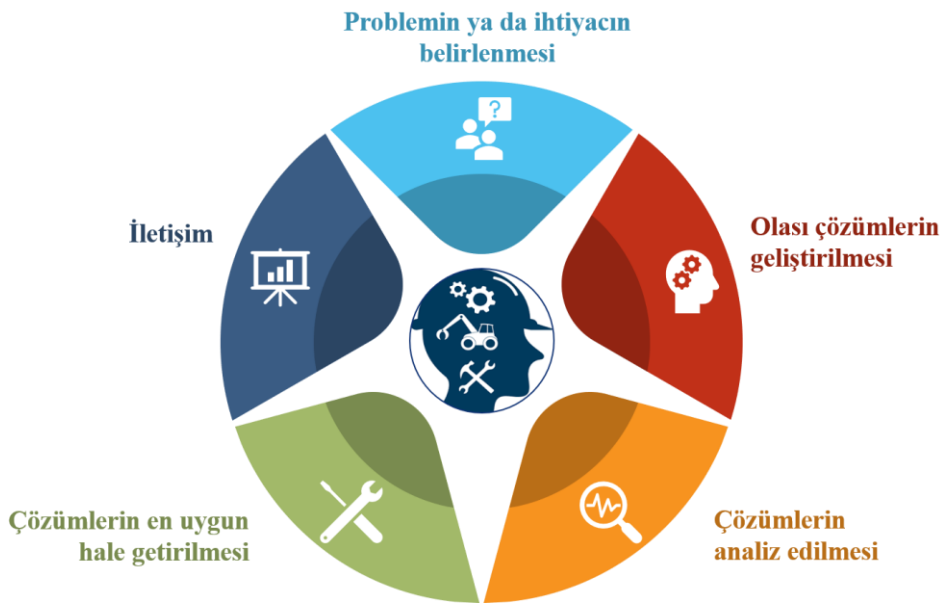 Problemin ya da ihtiyacın
belirlenmesi
?
İletişim
Olası çözümlerin
geliştirilmesi
Çözümlerin en uygun
hale getirilmesi
Çözümlerin
analiz edilmesi